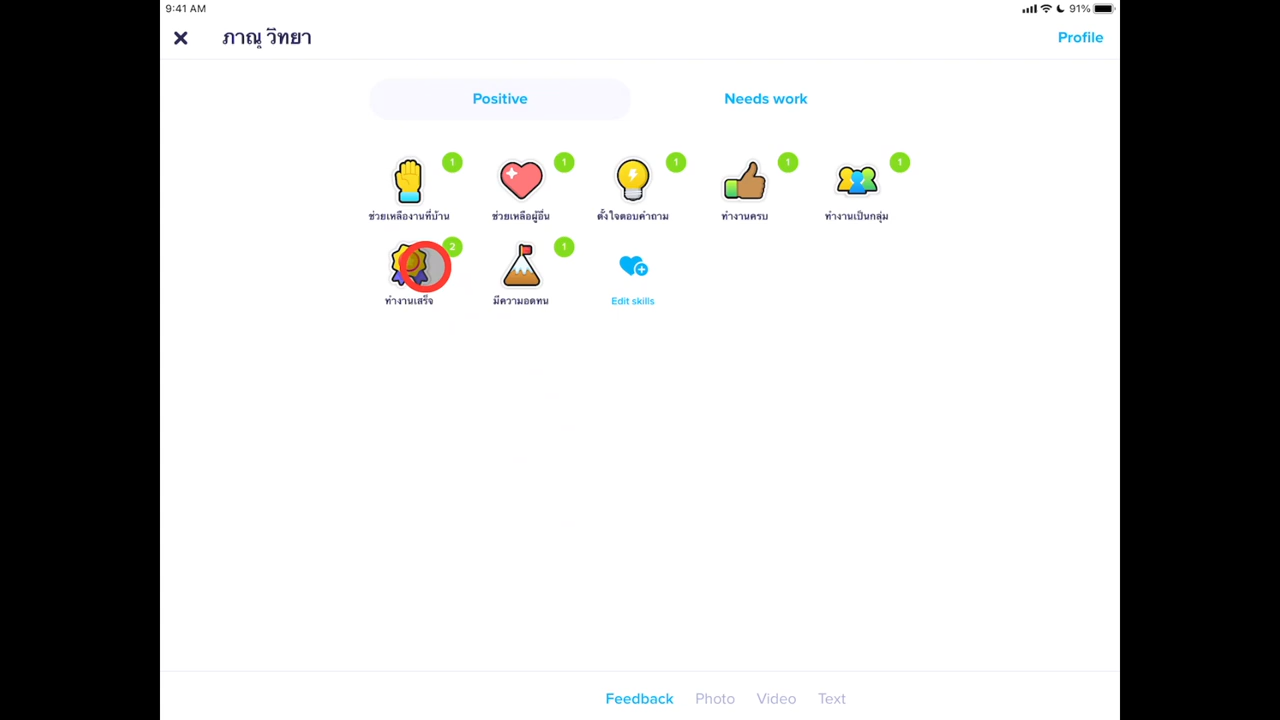 9:41 AM
91%
ภาณุ วิทยา
Profile
Positive
Needs work
1
1
1
1
1
ช่วยเหลืองานที่บ้าน
ช่วยเหลือผู้อื่น
ตั้งใจตอบคำถาม
ทำงานครบ
ทำงานเป็นกลุ่ม
2
1
ทำงานเสร็จ
มีความอดทน
Edit skills
Feedback
Photo
Video
Text